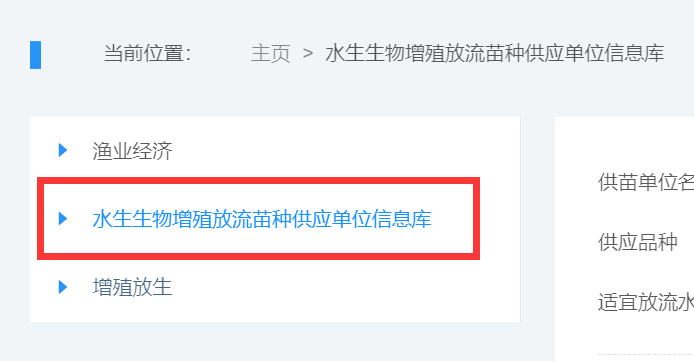 当前位置： 主页 > 水生生物增殖放流苗种供应单位信息库
渔业经济
水生生物增殖放流苗种供应单位信息库
增殖放生
供苗单位名
供应品种
适宜放流水